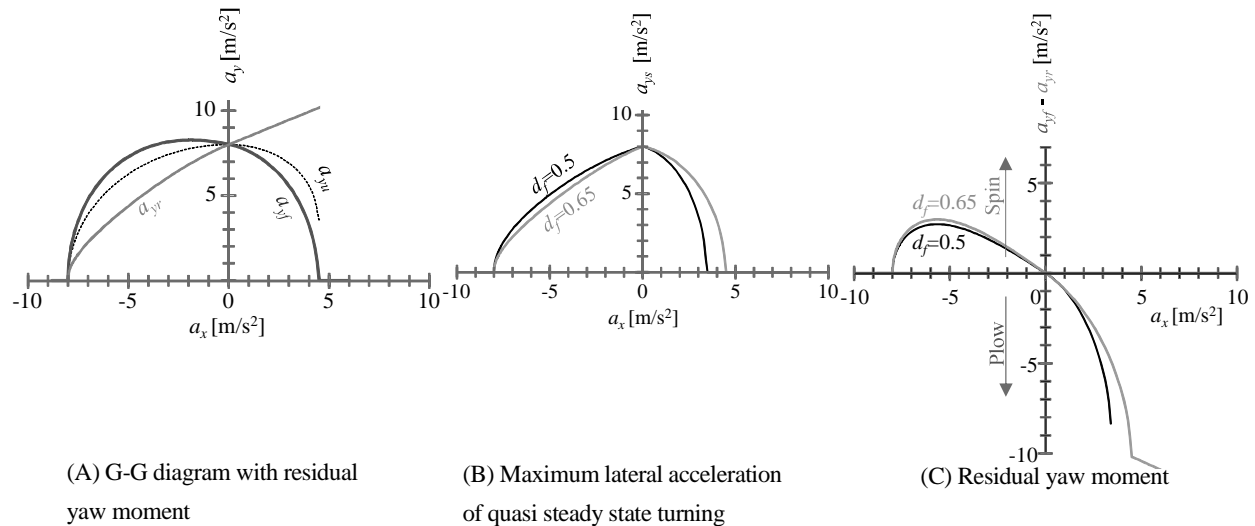 a_y [m/s²]
10
5
a_yr
a_yf
a_yu
-10
-5
0
5
10
a_x [m/s²]
(A) G-G diagram with residual
yaw moment
a_ys [m/s²]
10
5
d_f=0.5
d_f=0.65
-10
-5
0
5
10
a_x [m/s²]
(B) Maximum lateral acceleration
of quasi steady state turning
a_yf - a_yr [m/s²]
5
d_f=0.65
d_f=0.5
Spin
Plow
-10
-5
0
5
10
a_x [m/s²]
-5
-10
(C) Residual yaw moment